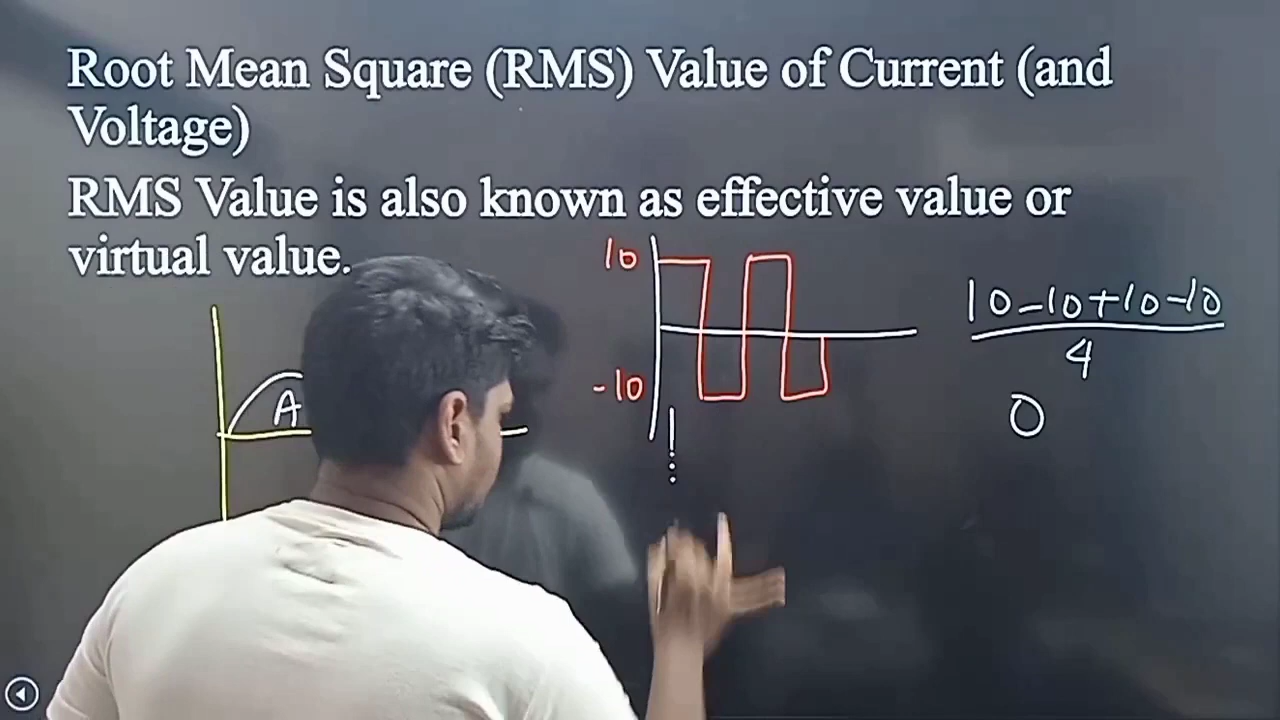 Root Mean Square (RMS) Value of Current (and
Voltage)
RMS Value is also known as effective value or
virtual value.
10
-10
10-10+10-10
4
0
A